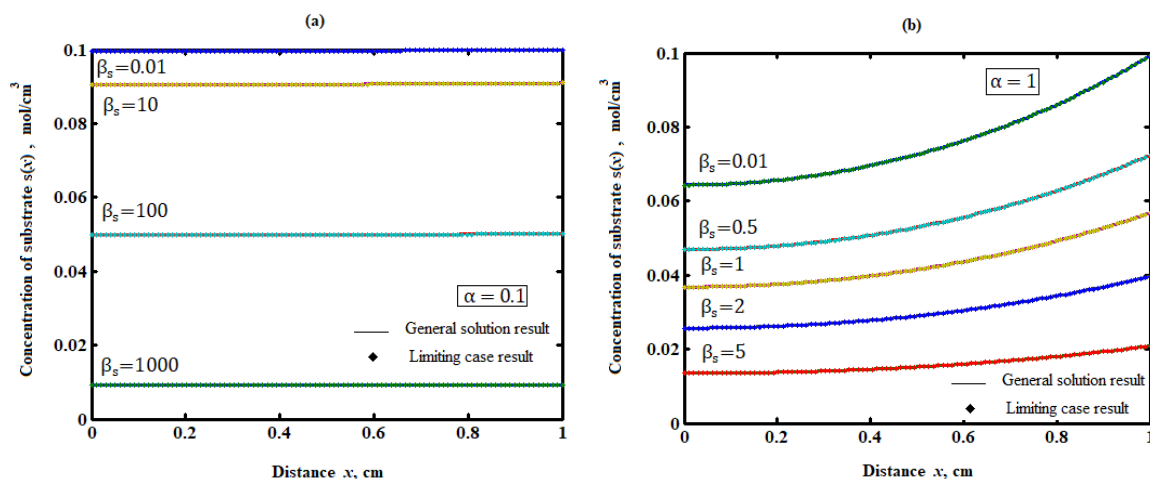 (a)
Concentration of substrate s(x) , mol/cm³
0.1
0.08
0.06
0.04
0.02
0
βₛ=0.01
βₛ=10
βₛ=100
α = 0.1
General solution result
Limiting case result
βₛ=1000
0 0.2 0.4 0.6 0.8 1
Distance x, cm
(b)
Concentration of substrate s(x) , mol/cm³
0.1
0.08
0.06
0.04
0.02
0
α = 1
βₛ=0.01
βₛ=0.5
βₛ=1
βₛ=2
βₛ=5
General solution result
Limiting case result
0 0.2 0.4 0.6 0.8 1
Distance x, cm